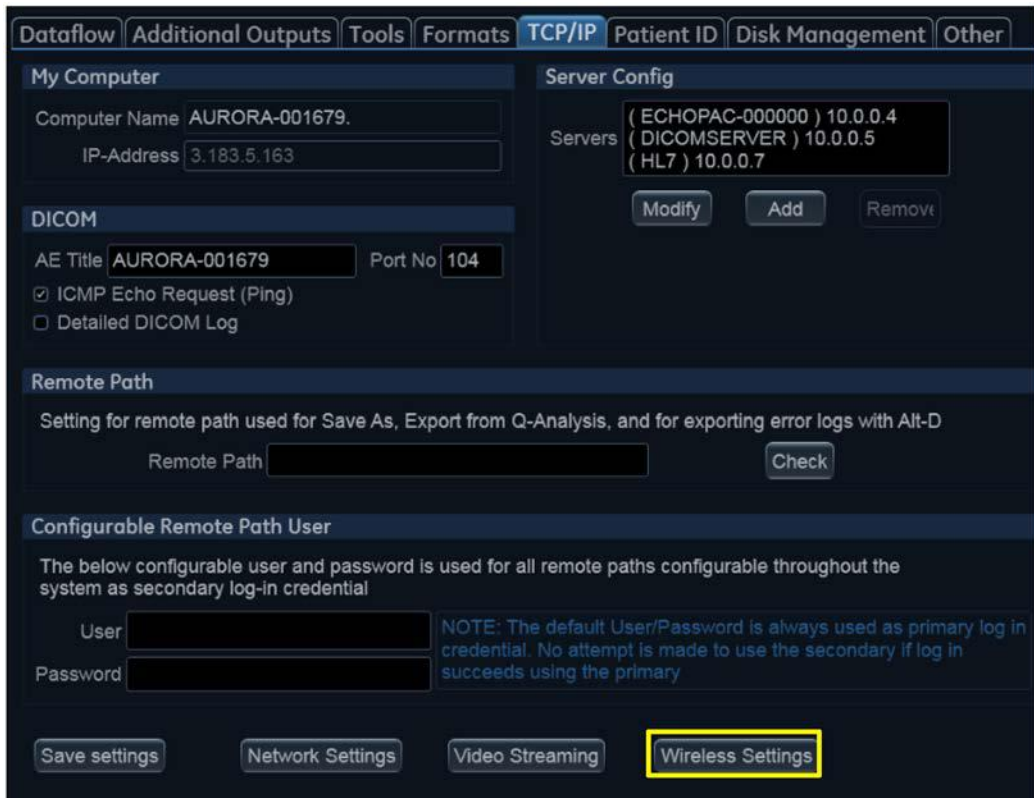 Dataflow Additional Outputs Tools Formats TCP/IP Patient ID Disk Management Other
My Computer
Computer Name AURORA-001679.
IP-Address 3.183.5.163
DICOM
AE Title AURORA-001679 Port No 104
ICMP Echo Request (Ping)
Detailed DICOM Log
Server Config
Servers
( ECHOPAC-000000 ) 10.0.0.4
( DICOMSERVER ) 10.0.0.5
( HL7 ) 10.0.0.7
Modify Add Remove
Remote Path
Setting for remote path used for Save As, Export from Q-Analysis, and for exporting error logs with Alt-D
Remote Path Check
Configurable Remote Path User
The below configurable user and password is used for all remote paths configurable throughout the
system as secondary log-in credential
User
Password
NOTE: The default User/Password is always used as primary log in
credential. No attempt is made to use the secondary if log in
succeeds using the primary
Save settings Network Settings Video Streaming Wireless Settings